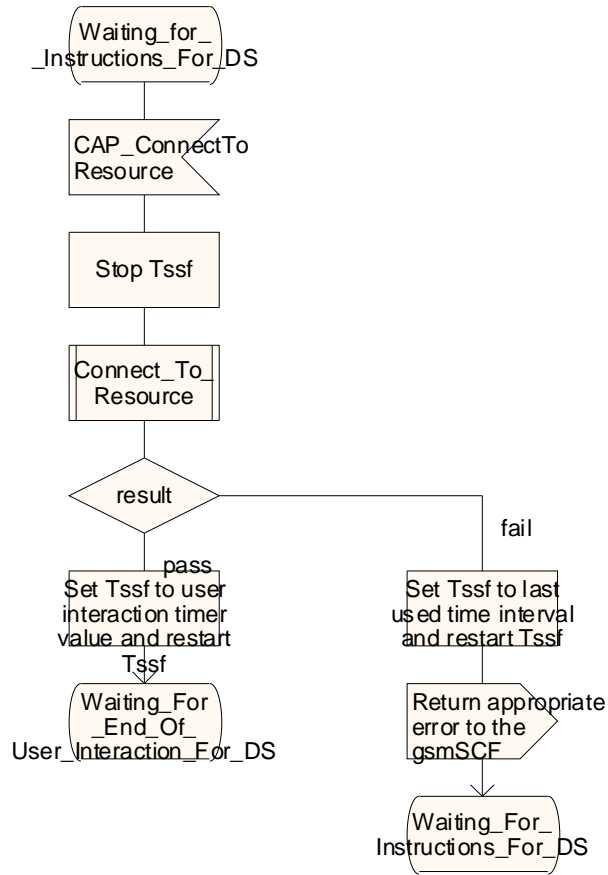 Waiting_for_
_Instructions_For_DS
CAP_ConnectTo
Resource
Stop Tssf
Connect_To_
Resource
result
pass
Set Tssf to user
interaction timer
value and restart
Tssf
Waiting_For
_End_Of_
User_Interaction_For_DS
fail
Set Tssf to last
used time interval
and restart Tssf
Return appropriate
error to the
gsmSCF
Waiting_For_
Instructions_For_DS